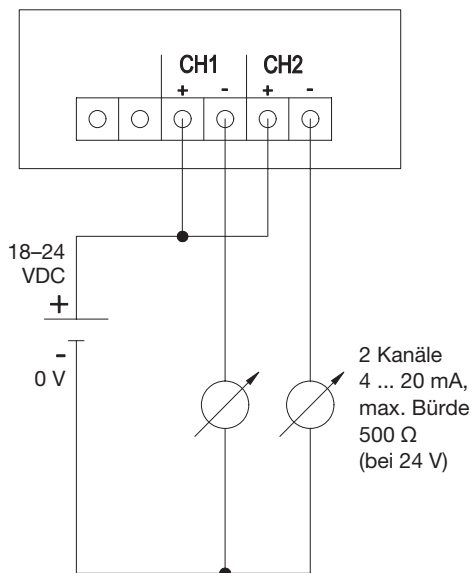 CH1 CH2
+ - + -
18–24
VDC
+
-
0 V
2 Kanäle
4 ... 20 mA,
max. Bürde
500 Ω
(bei 24 V)